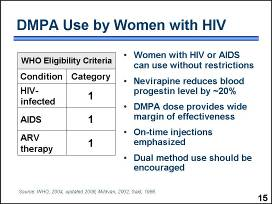 DMPA Use by Women with HIV
WHO Eligibility Criteria
Condition Category
HIV-
infected 1
AIDS 1
ARV
therapy 1
• Women with HIV or AIDS
can use without restrictions
• Nevirapine reduces blood
progestin level by ~20%
• DMPA dose provides wide
margin of effectiveness
• On-time injections
emphasized
• Dual method use should be
encouraged
Source: WHO, 2004, updated 2008; 2002; 1986.
15